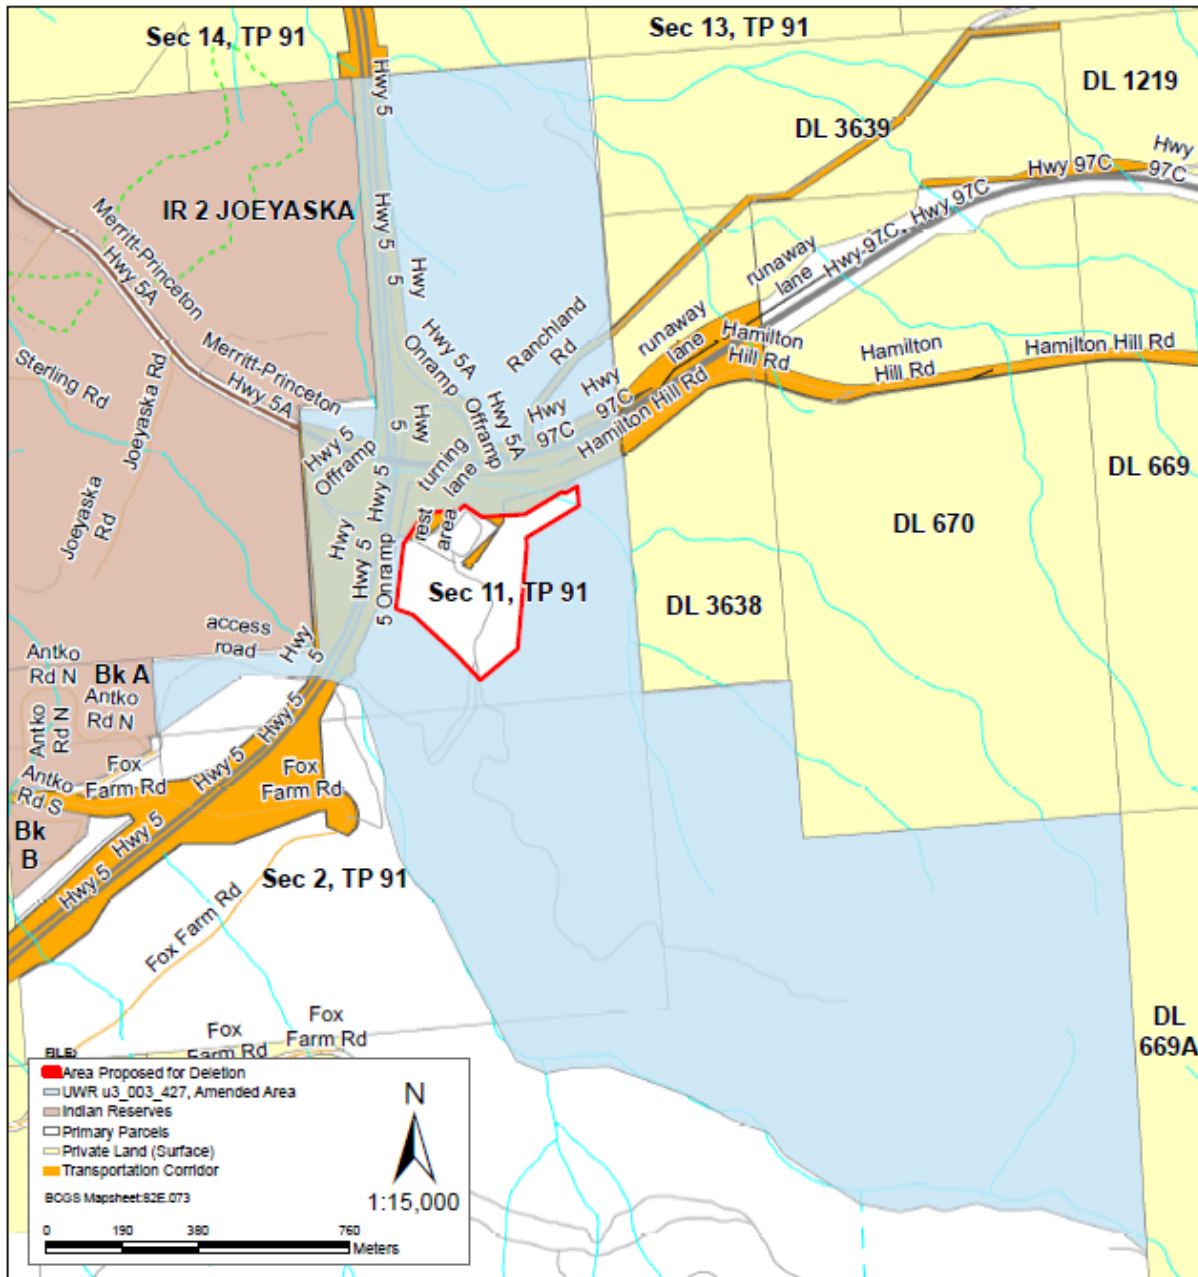 Sec 14, TP 91
Sec 13, TP 91
DL 1219
DL 3639
Hwy 5
Hwy
97C
Hwy 97C
Hwy 97C
Hwy 97C
IR 2 JOEYASKA
Merritt-Princeton
Hwy 5A
Hwy 5
5
Hwy
runaway
lane
Ranchland
Rd
runaway
lane
Hamilton
Hill Rd
Hamilton
Hill Rd
Hamilton Hill Rd
Hwy 5A
Onramp
Merritt-Princeton
Hwy 5A
Sterling Rd
Joeyaska Rd
Hwy
97C
Hwy
97C
Hamilton Hill Rd
Hwy 5A
Offramp
Hwy
5
Hwy 5
Offramp
turning
lane
Hwy 5
DL 669
DL 670
Joeyaska
Rd
rest
area
Hwy
Hwy 5
5 Onramp
Sec 11, TP 91
DL 3638
access
road
Hwy
5
Antko
Rd N
Bk A
Antko
Rd N
Antko
Rd N
Hwy 5
Hwy 5
Fox
Farm Rd
Fox
Farm Rd
Antko
Rd S
Bk
B
Hwy 5
Hwy 5
Sec 2, TP 91
Fox Farm Rd
Fox
Farm Rd
Fox
Farm Rd
DL
669A
Area Proposed for Deletion
UWR u3_003_427, Amended Area
Indian Reserves
Primary Parcels
Private Land (Surface)
Transportation Corridor
BCGS Mapsheet:82E.073
N
1:15,000
0 190 380 760
Meters